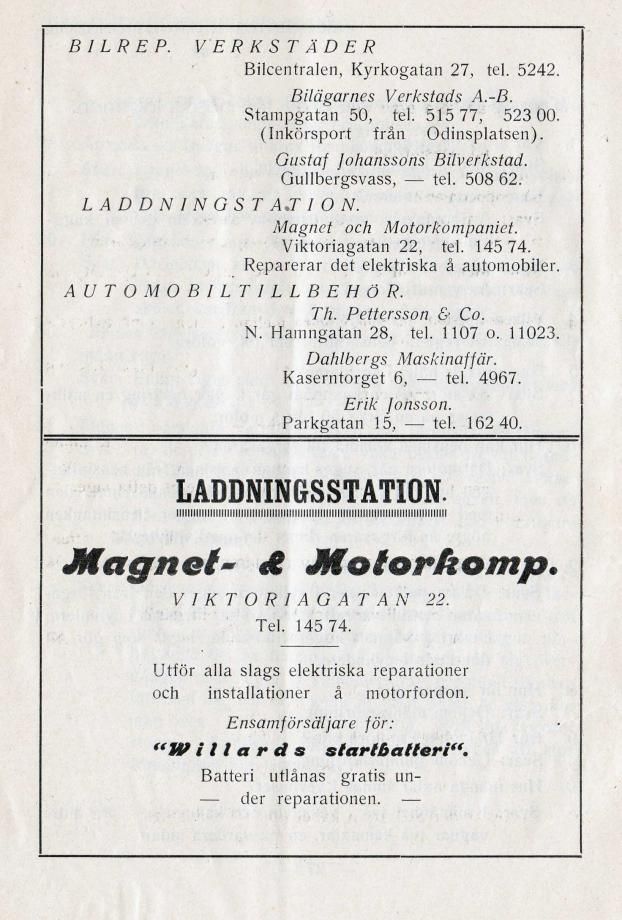 BILREP. VERKSTÄDER
Bilcentralen, Kyrkogatan 27, tel. 5242.
Bilägarnes Verkstads A.-B.
Stampgatan 50, tel. 515 77, 523 00.
(Inkörsport från Odinsplatsen).
Gustaf Johanssons Bilverkstad.
Gullbergsvass, — tel. 508 62.
LADDNINGSTATION.
Magnet och Motorkompaniet.
Viktoriagatan 22, tel. 145 74.
Reparerar det elektriska å automobiler.
AUTOMOBILTILLBEHÖR.
Th. Pettersson & Co.
N. Hamngatan 28, tel. 1107 o. 11023.
Dahlbergs Maskinaffär.
Kaserntorget 6, — tel. 4967.
Erik Jonsson.
Parkgatan 15, — tel. 162 40.
LADDNINGSSTATION.
Magnet- & Motorkomp.
VIKTORIAGATAN 22.
Tel. 145 74.
Utför alla slags elektriska reparationer
och installationer å motorfordon.
Ensamförsäljare för:
“Willards startbatteri“.
Batteri utlånas gratis un-
— der reparationen. —